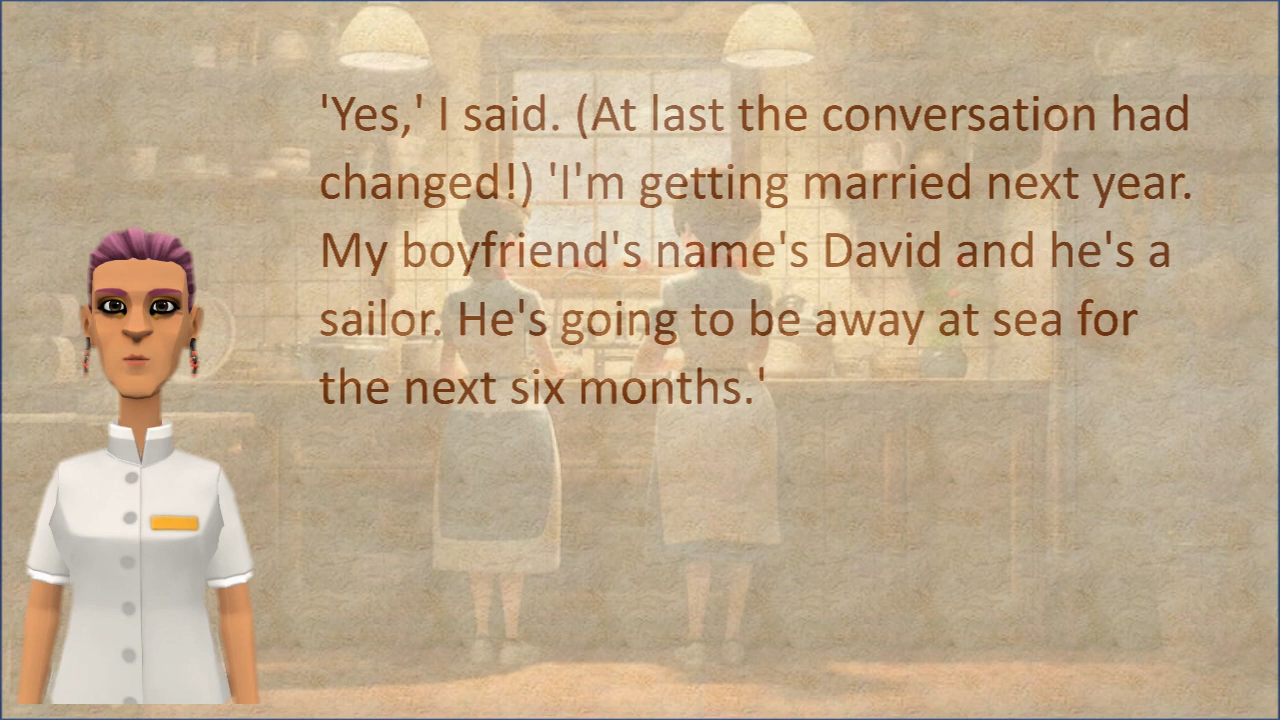 'Yes,' I said. (At last the conversation had
changed!) 'I'm getting married next year.
My boyfriend's name's David and he's a
sailor. He's going to be away at sea for
the next six months.'